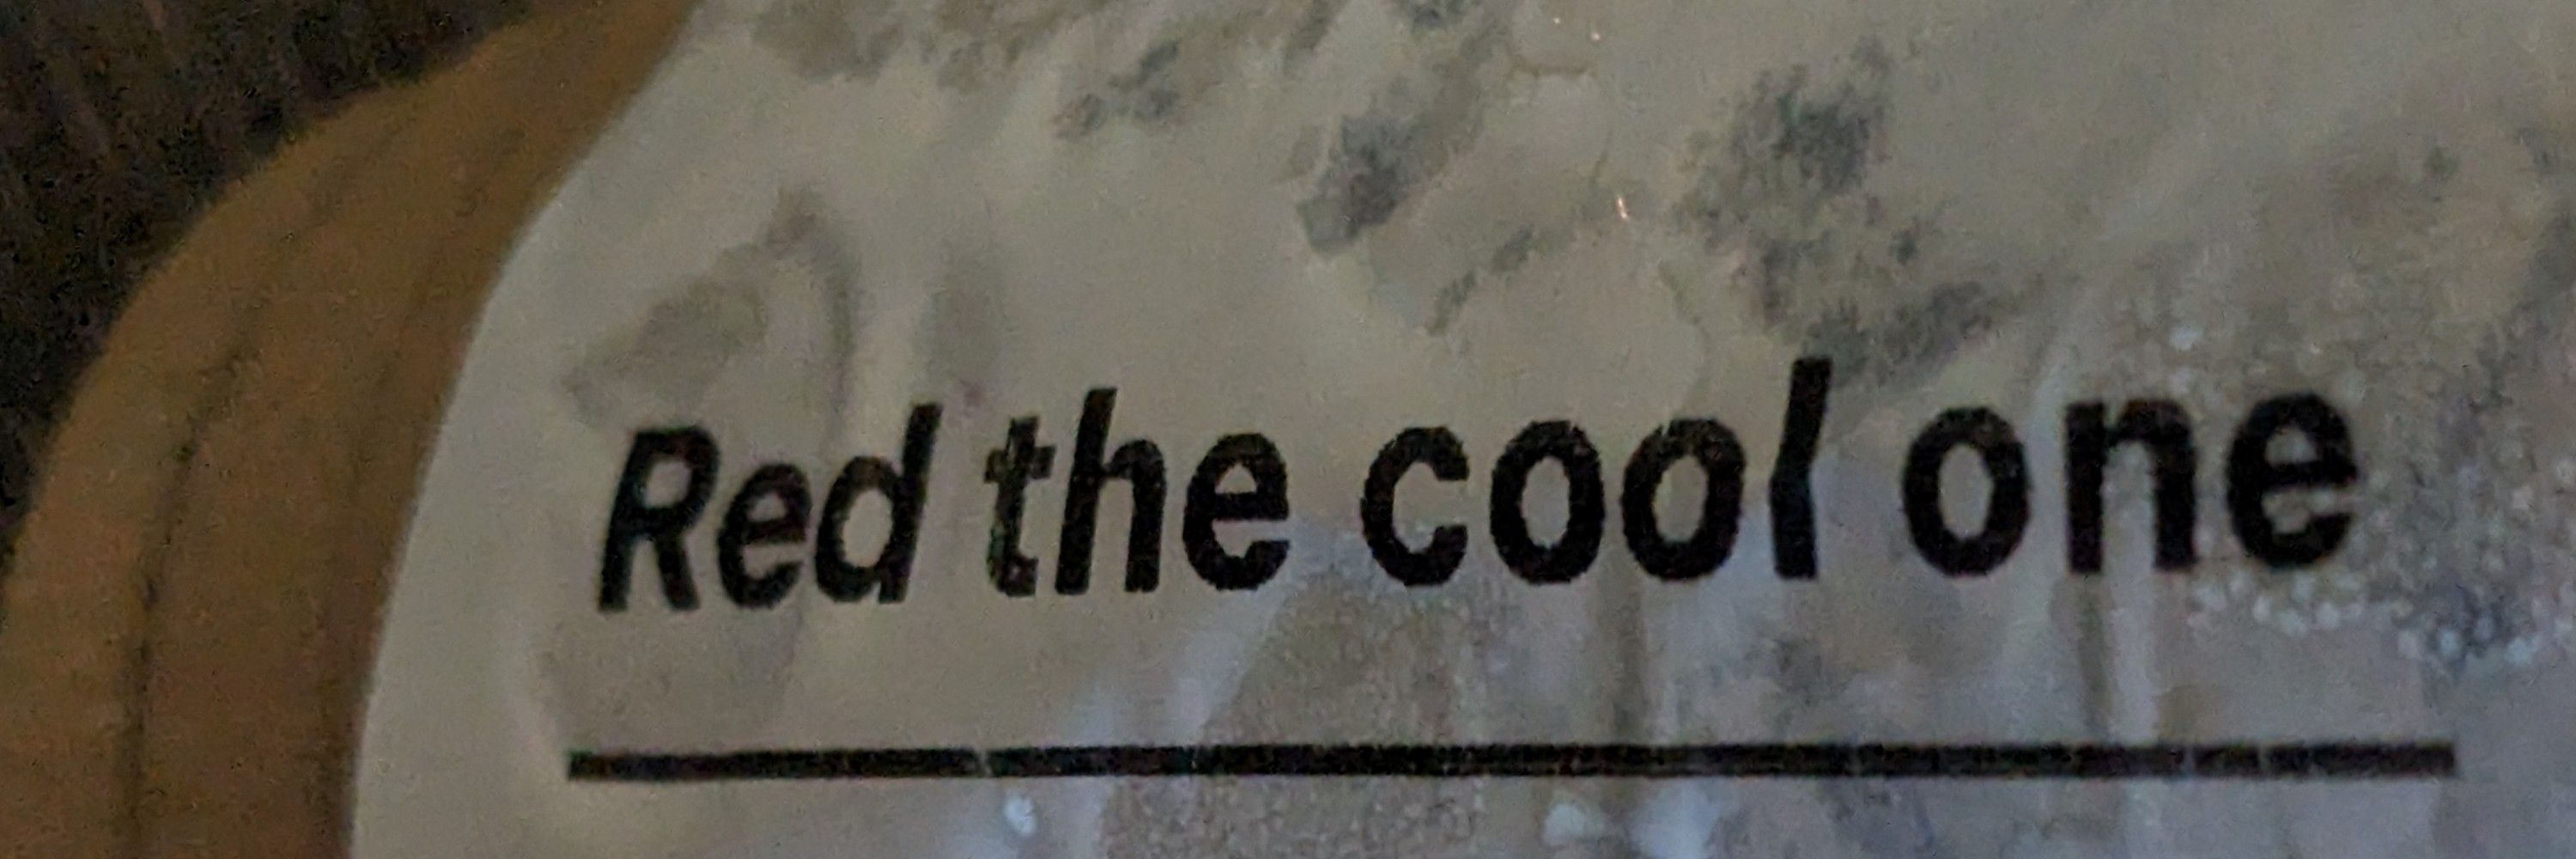 Red the cool one